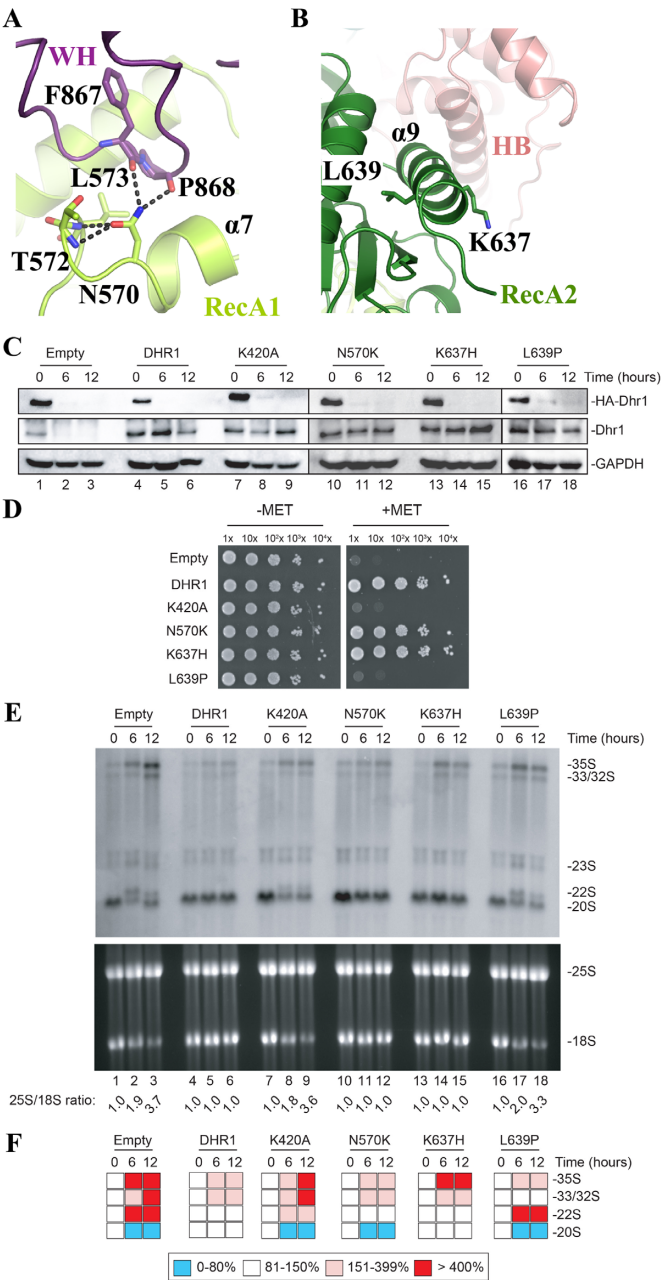 A
WH
F867
L573
P868
α7
T572
N570
RecA1
B
α9
HB
L639
K637
RecA2
C
Empty DHR1 K420A N570K K637H L639P
0 6 12 0 6 12 0 6 12 0 6 12 0 6 12 0 6 12 Time (hours)
-HA-Dhr1
-Dhr1
-GAPDH
1 2 3 4 5 6 7 8 9 10 11 12 13 14 15 16 17 18
D
-MET +MET
1x 10x 10²x 10³x 10⁴x 1x 10x 10²x 10³x 10⁴x
Empty
DHR1
K420A
N570K
K637H
L639P
E
Empty DHR1 K420A N570K K637H L639P
0 6 12 0 6 12 0 6 12 0 6 12 0 6 12 0 6 12 Time (hours)
-35S
-33/32S
-23S
-22S
-20S
-25S
-18S
1 2 3 4 5 6 7 8 9 10 11 12 13 14 15 16 17 18
25S/18S ratio: 1.0 1.9 3.7 1.0 1.0 1.0 1.0 1.8 3.6 1.0 1.0 1.0 1.0 1.0 1.0 1.0 2.0 3.3
F
Empty DHR1 K420A N570K K637H L639P
0 6 12 0 6 12 0 6 12 0 6 12 0 6 12 0 6 12 Time (hours)
-35S
-33/32S
-22S
-20S
0-80% 81-150% 151-399% > 400%